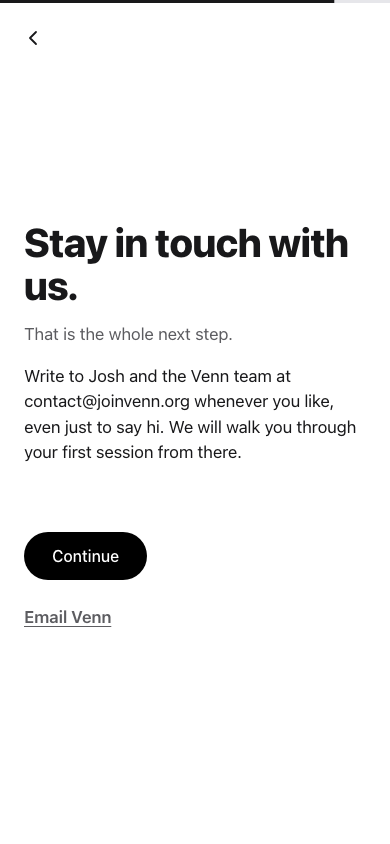 Stay in touch with
us.
That is the whole next step.
Write to Josh and the Venn team at
contact@joinvenn.org whenever you like,
even just to say hi. We will walk you through
your first session from there.
Continue
Email Venn